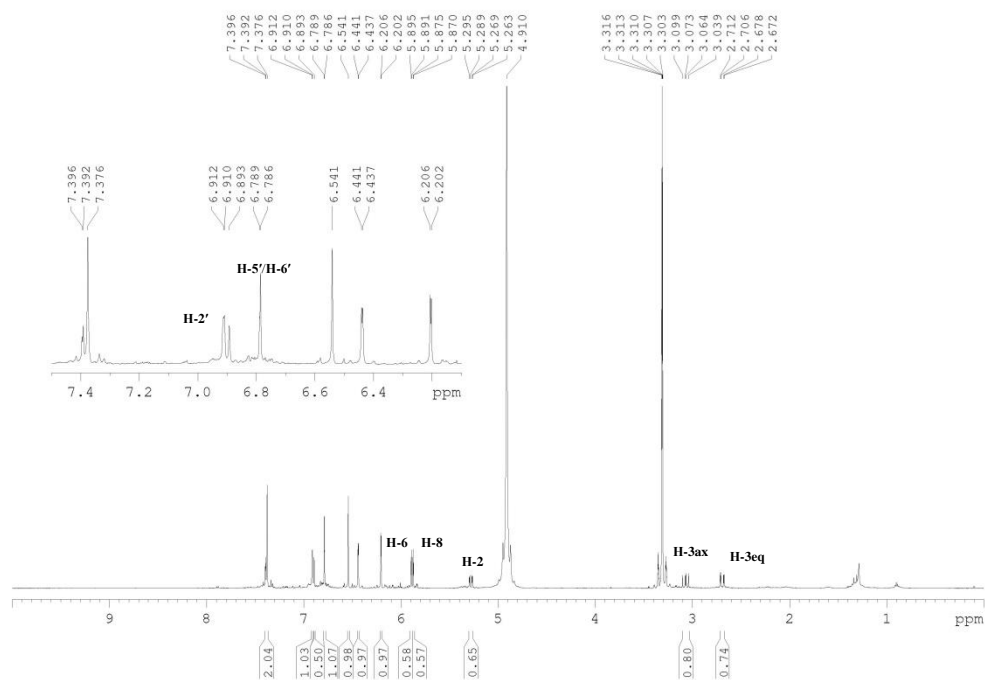 7.396 7.392 7.376 6.912 6.910 6.893 6.789 6.786 6.541 6.441 6.437 6.206 6.202 5.895 5.891 5.875 5.870 5.295 5.289 5.269 5.263 4.910 3.316 3.313 3.310 3.307 3.303 3.099 3.073 3.064 3.039 2.712 2.706 2.678 2.672
7.396 7.392 7.376 6.912 6.910 6.893 6.789 6.786 6.541 6.441 6.437 6.206 6.202
H-5′/H-6′
H-2′
7.4 7.2 7.0 6.8 6.6 6.4 ppm
H-6 H-8 H-2 H-3ax H-3eq
9 8 7 6 5 4 3 2 1 ppm
2.04 1.03 0.50 1.07 0.98 0.97 0.97 0.58 0.57 0.65 0.80 0.74